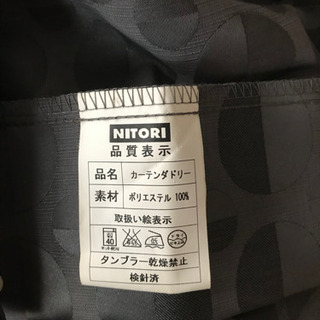 NITORI
品質表示
品名 カーテンダドリー
素材 ポリエステル 100%
取扱い絵表示
40
タンブラー乾燥禁止
検針済